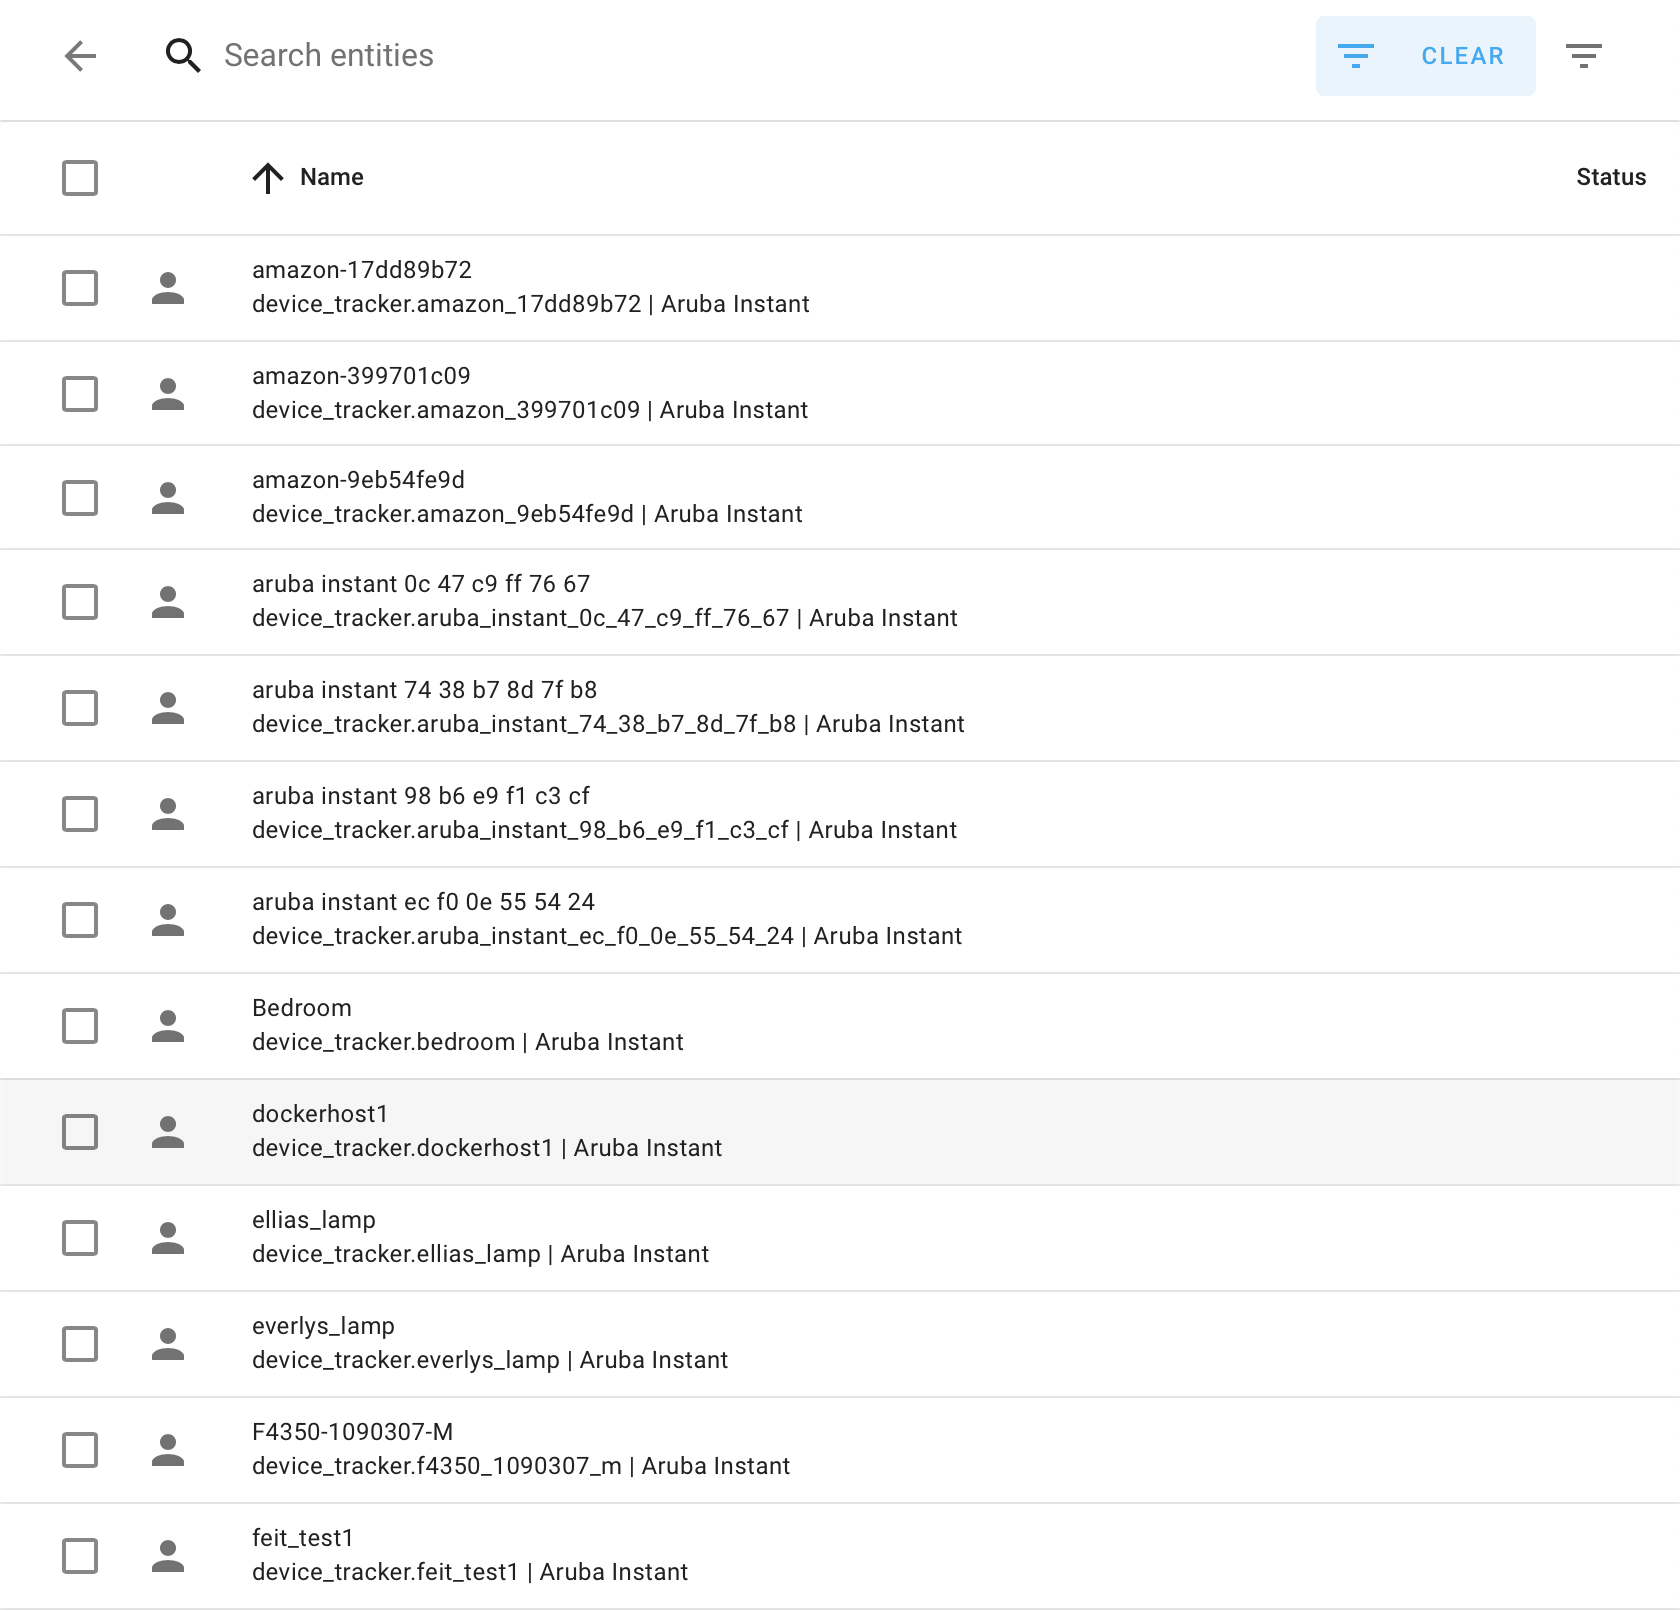 Search entities
CLEAR
Name
Status
amazon-17dd89b72
device_tracker.amazon_17dd89b72 | Aruba Instant
amazon-399701c09
device_tracker.amazon_399701c09 | Aruba Instant
amazon-9eb54fe9d
device_tracker.amazon_9eb54fe9d | Aruba Instant
aruba instant 0c 47 c9 ff 76 67
device_tracker.aruba_instant_0c_47_c9_ff_76_67 | Aruba Instant
aruba instant 74 38 b7 8d 7f b8
device_tracker.aruba_instant_74_38_b7_8d_7f_b8 | Aruba Instant
aruba instant 98 b6 e9 f1 c3 cf
device_tracker.aruba_instant_98_b6_e9_f1_c3_cf | Aruba Instant
aruba instant ec f0 0e 55 54 24
device_tracker.aruba_instant_ec_f0_0e_55_54_24 | Aruba Instant
Bedroom
device_tracker.bedroom | Aruba Instant
dockerhost1
device_tracker.dockerhost1 | Aruba Instant
ellias_lamp
device_tracker.ellias_lamp | Aruba Instant
everlys_lamp
device_tracker.everlys_lamp | Aruba Instant
F4350-1090307-M
device_tracker.f4350_1090307_m | Aruba Instant
feit_test1
device_tracker.feit_test1 | Aruba Instant